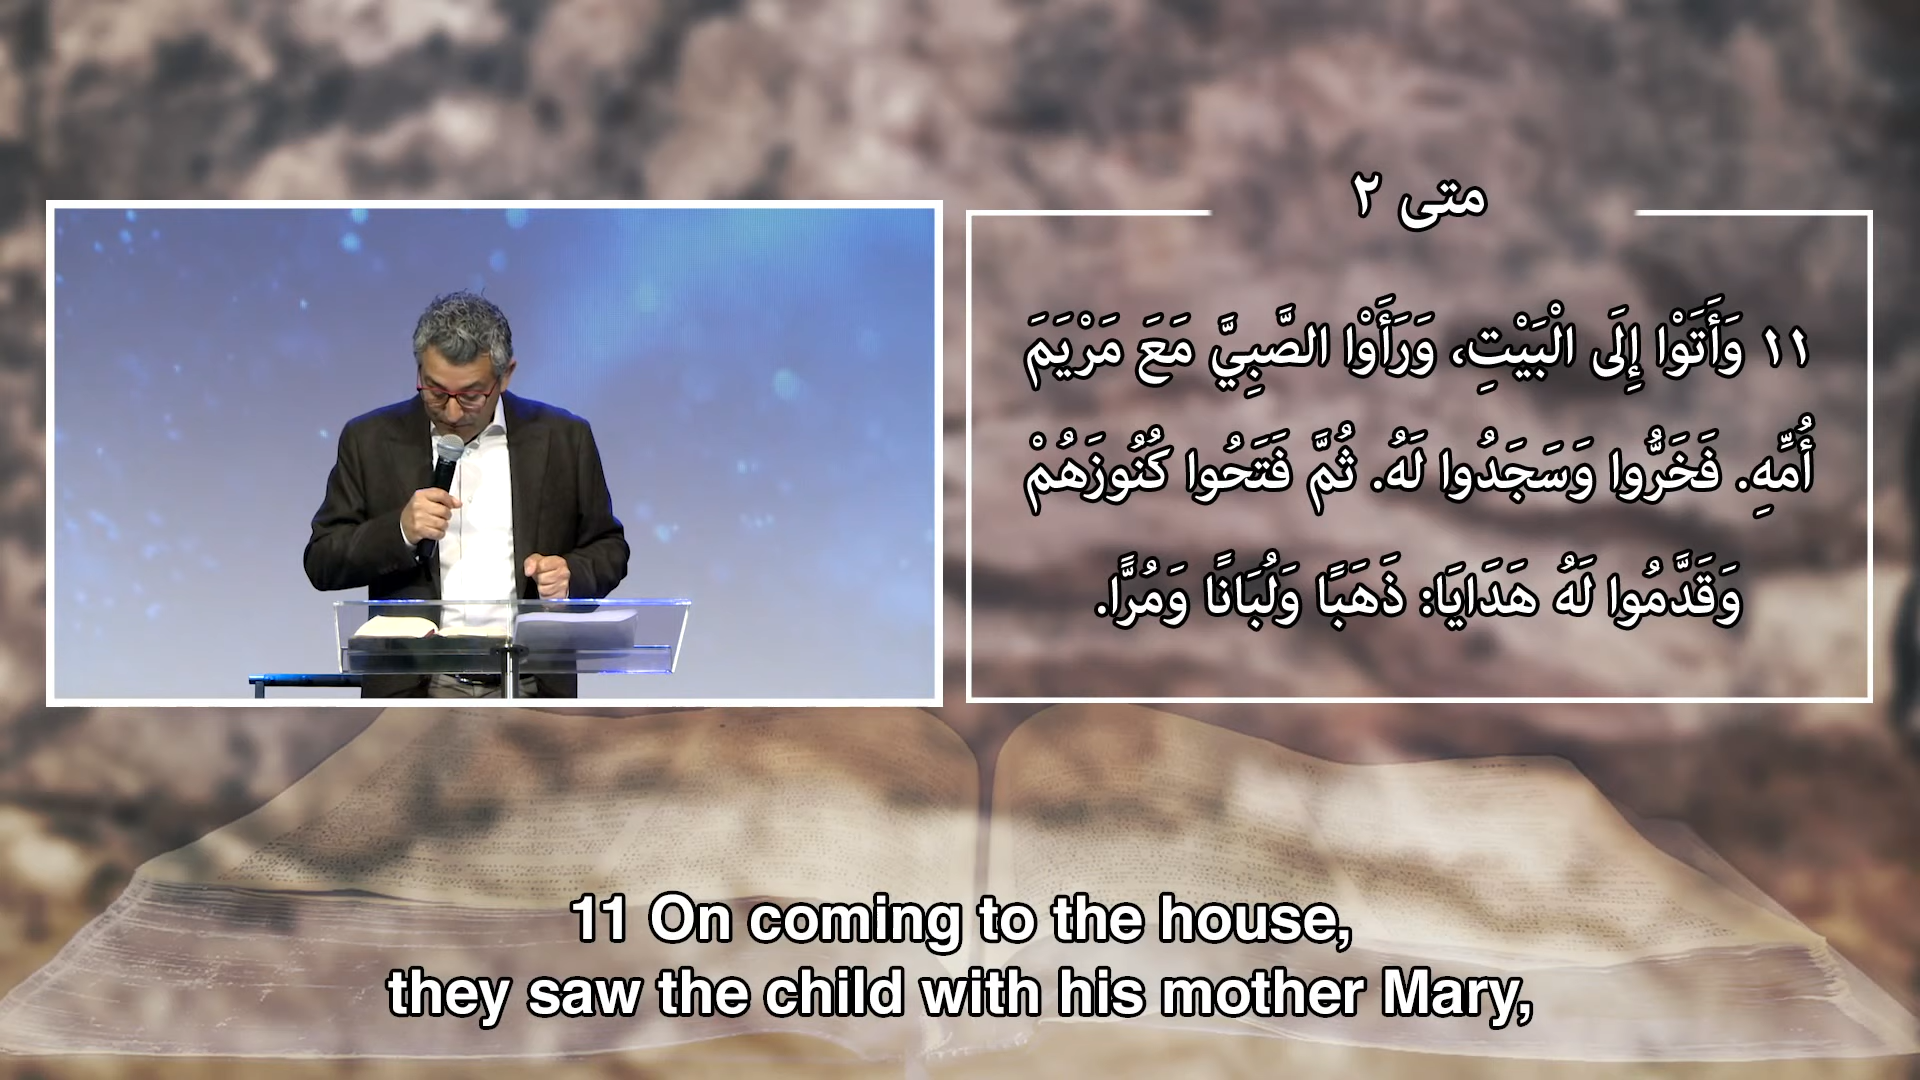 متى ٢
١١ وَأَتَوْا إِلَى الْبَيْتِ، وَرَأَوْا الصَّبِيَّ مَعَ مَرْيَمَ
أُمِّهِ. فَخَرُّوا وَسَجَدُوا لَهُ. ثُمَّ فَتَحُوا كُنُوزَهُمْ
وَقَدَّمُوا لَهُ هَدَايَا: ذَهَبًا وَلُبَانًا وَمُرًّا.
11 On coming to the house,
they saw the child with his mother Mary,